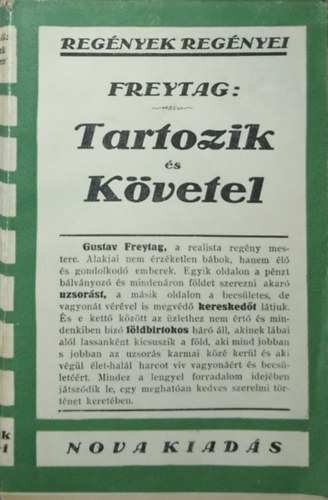 REGÉNYEK REGÉNYEI
FREYTAG:
Tartozik
és
Követel
Gustav Freytag, a realista regény mes-
tere. Alakjai nem érzéketlen bábok, hanem élő
és gondolkodó emberek. Egyik oldalon a pénzt
bálványozó és mindenáron földet szerezni akaró
uzsorást, a másik oldalon a becsületes, de
vagyonát vérével is megvédő kereskedőt látjuk.
És e kettő között az üzlethez nem értő és min-
denkiben bízó földbirtokos báró áll, akinek lábai
alól lassanként kicsuszik a föld, aki mind jobban
s jobban az uzsorás karmai közé kerül és aki
végül élet-halál harcot viv vagyonáért és becsü-
letéért. Mindez a lengyel forradalom idejében
játszódik le, egy meghatóan kedves szerelmi tör-
ténet keretében.
NOVA KIADÁS